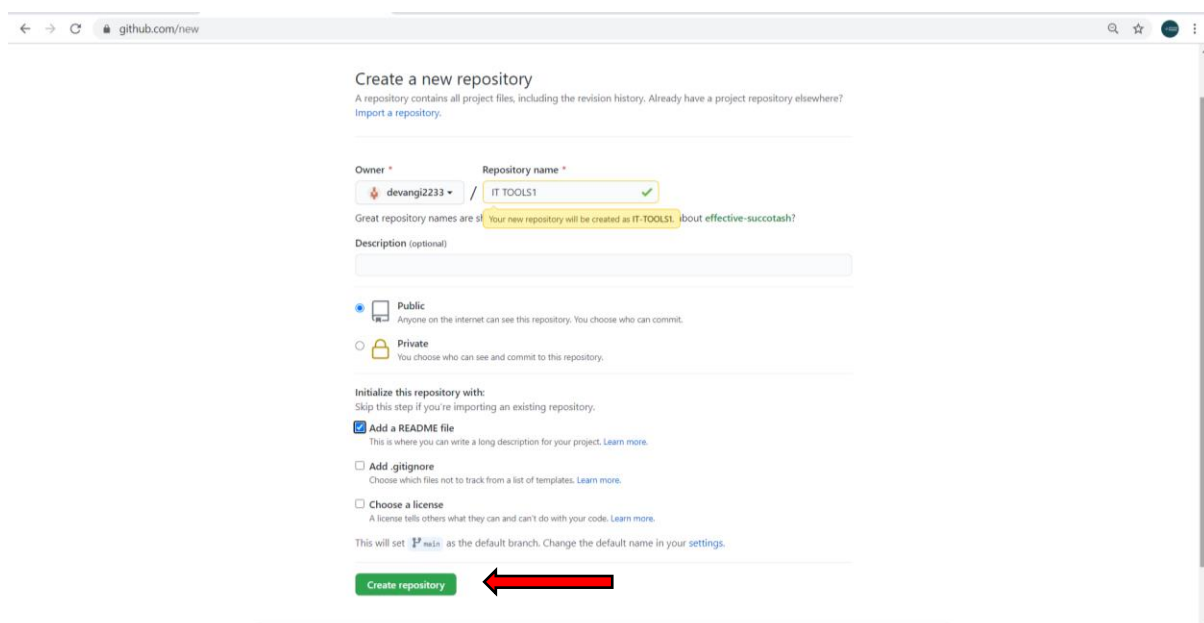 github.com/new
Create a new repository
A repository contains all project files, including the revision history. Already have a project repository elsewhere?
Import a repository.
Owner * Repository name *
devangi2233 / IT TOOLS1
Great repository names are sh Your new repository will be created as IT-TOOLS1. about effective-succotash?
Description (optional)
Public
Anyone on the internet can see this repository. You choose who can commit.
Private
You choose who can see and commit to this repository.
Initialize this repository with:
Skip this step if you're importing an existing repository.
Add a README file
This is where you can write a long description for your project. Learn more.
Add .gitignore
Choose which files not to track from a list of templates. Learn more.
Choose a license
A license tells others what they can and can't do with your code. Learn more.
This will set main as the default branch. Change the default name in your settings.
Create repository